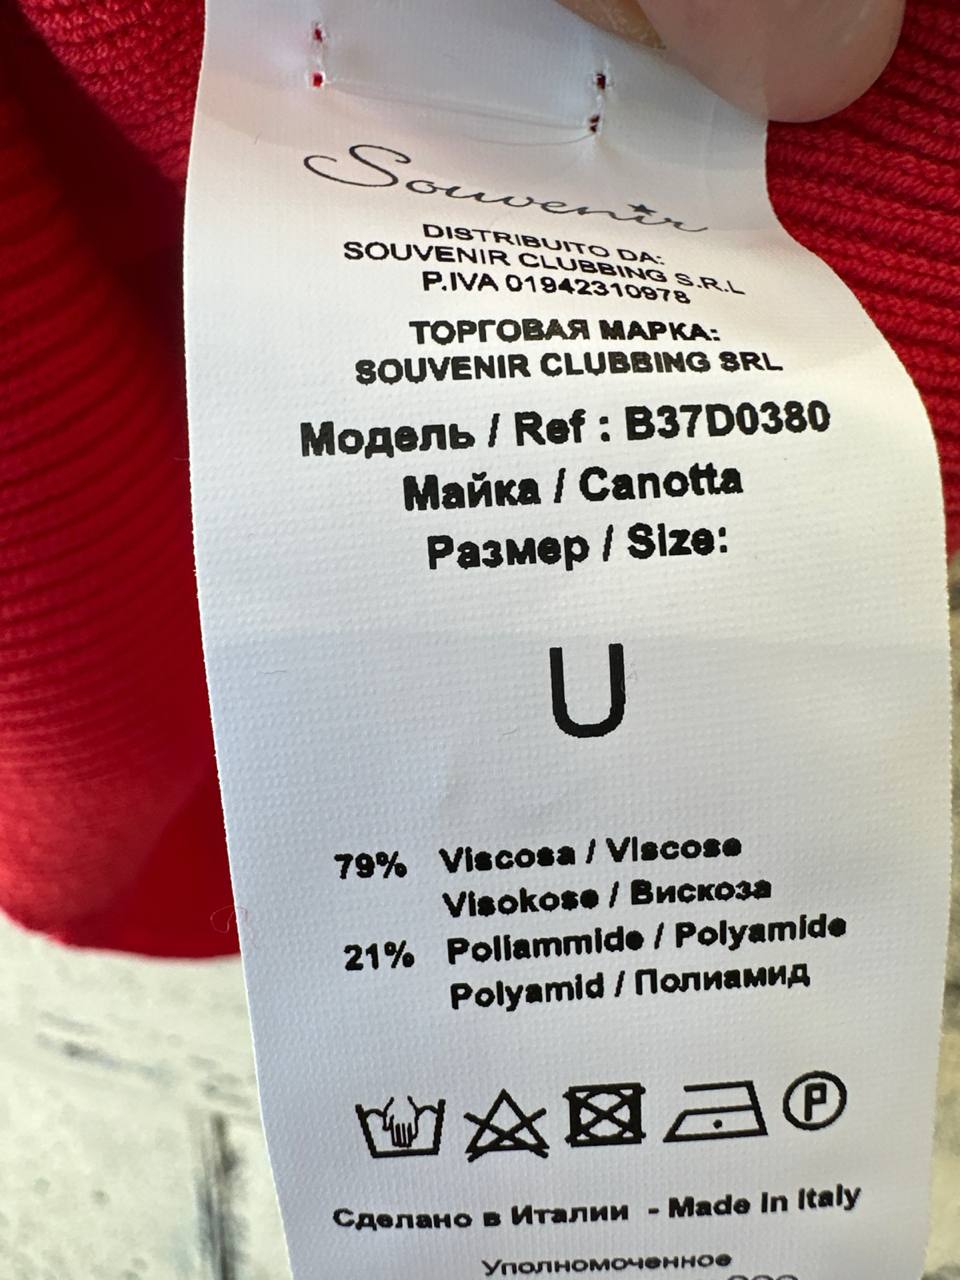 Souvenir
DISTRIBUITO DA:
SOUVENIR CLUBBING S.R.L
P.IVA 01942310978
ТОРГОВАЯ МАРКА:
SOUVENIR CLUBBING SRL
Модель / Ref : B37D0380
Майка / Canotta
Размер / Size:
U
79% Viscosa / Viscose
Visokose / Вискоза
21% Poliammide / Polyamide
Polyamid / Полиамид
P
Сделано в Италии - Made in Italy
Уполномоченное